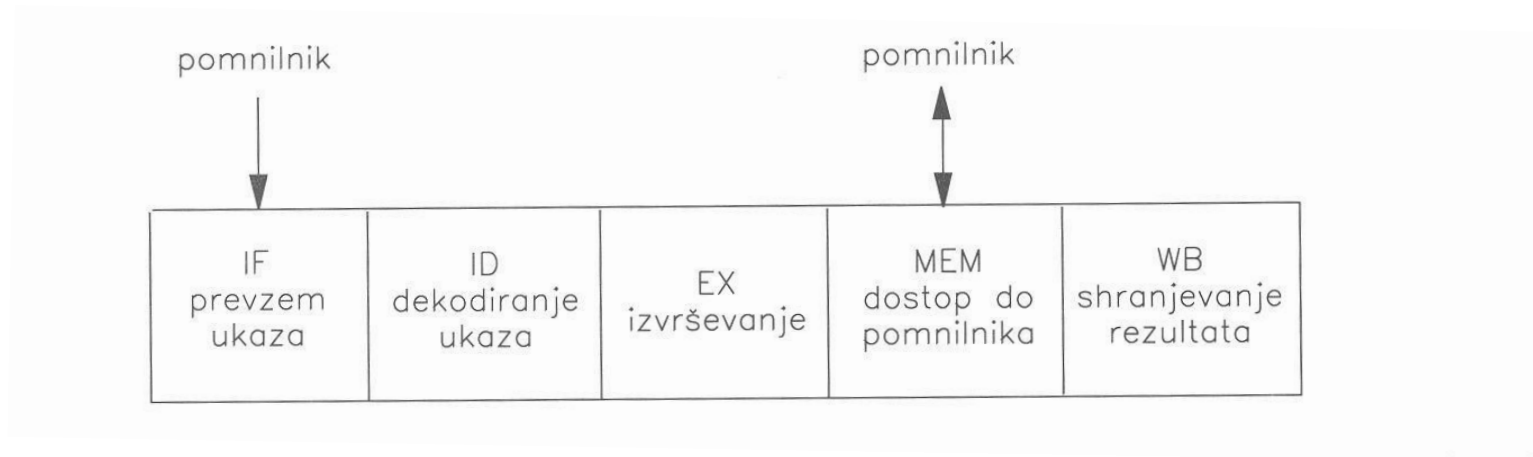 pomnilnik
pomnilnik
IF
prevzem
ukaza
ID
dekodiranje
ukaza
EX
izvrševanje
MEM
dostop do
pomnilnika
WB
shranjevanje
rezultata